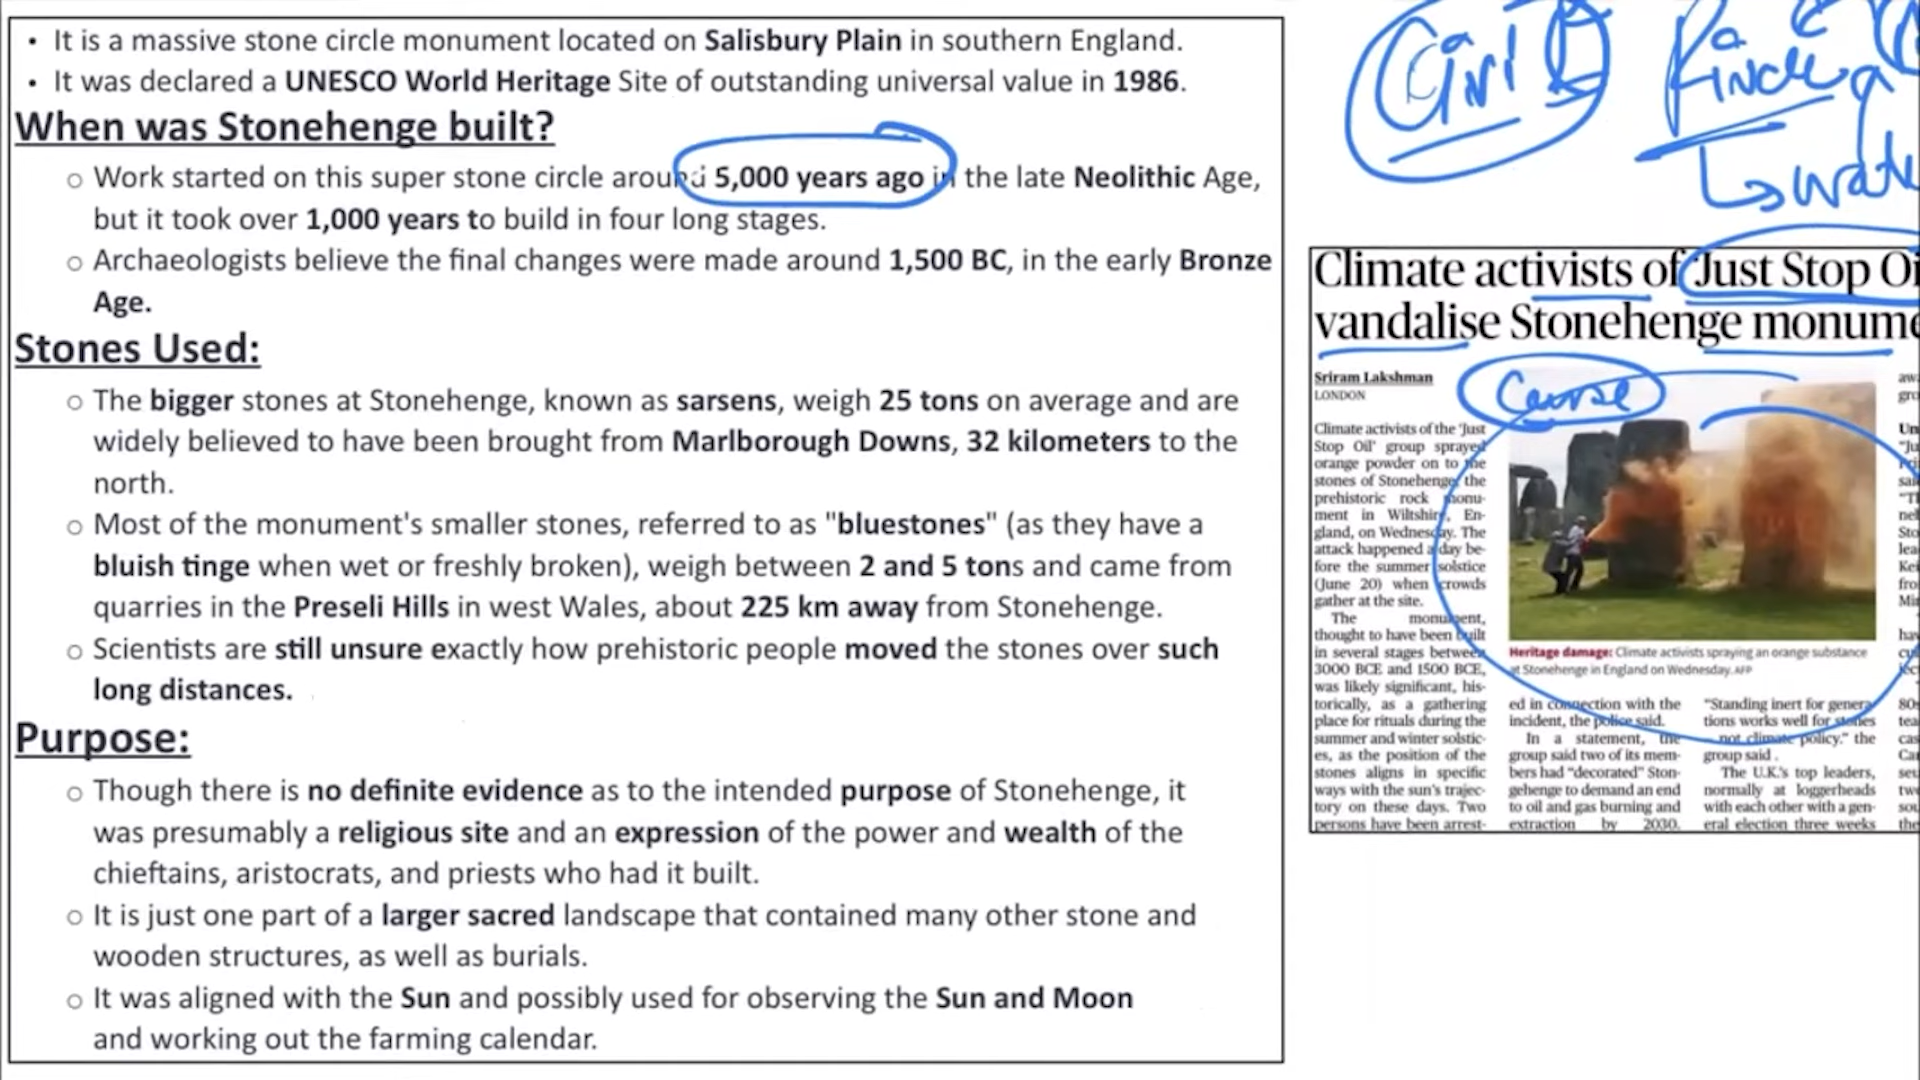 • It is a massive stone circle monument located on Salisbury Plain in southern England.
• It was declared a UNESCO World Heritage Site of outstanding universal value in 1986.
When was Stonehenge built?
○ Work started on this super stone circle around 5,000 years ago in the late Neolithic Age,
but it took over 1,000 years to build in four long stages.
○ Archaeologists believe the final changes were made around 1,500 BC, in the early Bronze
Age.
Stones Used:
○ The bigger stones at Stonehenge, known as sarsens, weigh 25 tons on average and are
widely believed to have been brought from Marlborough Downs, 32 kilometers to the
north.
○ Most of the monument's smaller stones, referred to as "bluestones" (as they have a
bluish tinge when wet or freshly broken), weigh between 2 and 5 tons and came from
quarries in the Preseli Hills in west Wales, about 225 km away from Stonehenge.
○ Scientists are still unsure exactly how prehistoric people moved the stones over such
long distances.
Purpose:
○ Though there is no definite evidence as to the intended purpose of Stonehenge, it
was presumably a religious site and an expression of the power and wealth of the
chieftains, aristocrats, and priests who had it built.
○ It is just one part of a larger sacred landscape that contained many other stone and
wooden structures, as well as burials.
○ It was aligned with the Sun and possibly used for observing the Sun and Moon
and working out the farming calendar.
Climate activists of Just Stop Oi
vandalise Stonehenge monume
Sriram Lakshman
LONDON
Cause
Climate activists of the 'Just
Stop Oil' group sprayed
orange powder on to the
stones of Stonehenge, the
prehistoric rock monu-
ment in Wiltshire, En-
gland, on Wednesday. The
attack happened a day be-
fore the summer solstice
(June 20) when crowds
gather at the site.
The monument,
thought to have been built
in several stages between
3000 BCE and 1500 BCE,
was likely significant, his-
torically, as a gathering
place for rituals during the
summer and winter solstic-
es, as the position of the
stones aligns in specific
ways with the sun's trajec-
tory on these days. Two
persons have been arrest-
Heritage damage: Climate activists spraying an orange substance
at Stonehenge in England on Wednesday. AFP
ed in connection with the
incident, the police said.
In a statement, the
group said two of its mem-
bers had "decorated" Ston-
gehenge to demand an end
to oil and gas burning and
extraction by 2030.
"Standing inert for genera-
tions works well for stones
— not climate policy." the
group said .
The U.K.'s top leaders,
normally at loggerheads
with each other with a gen-
eral election three weeks